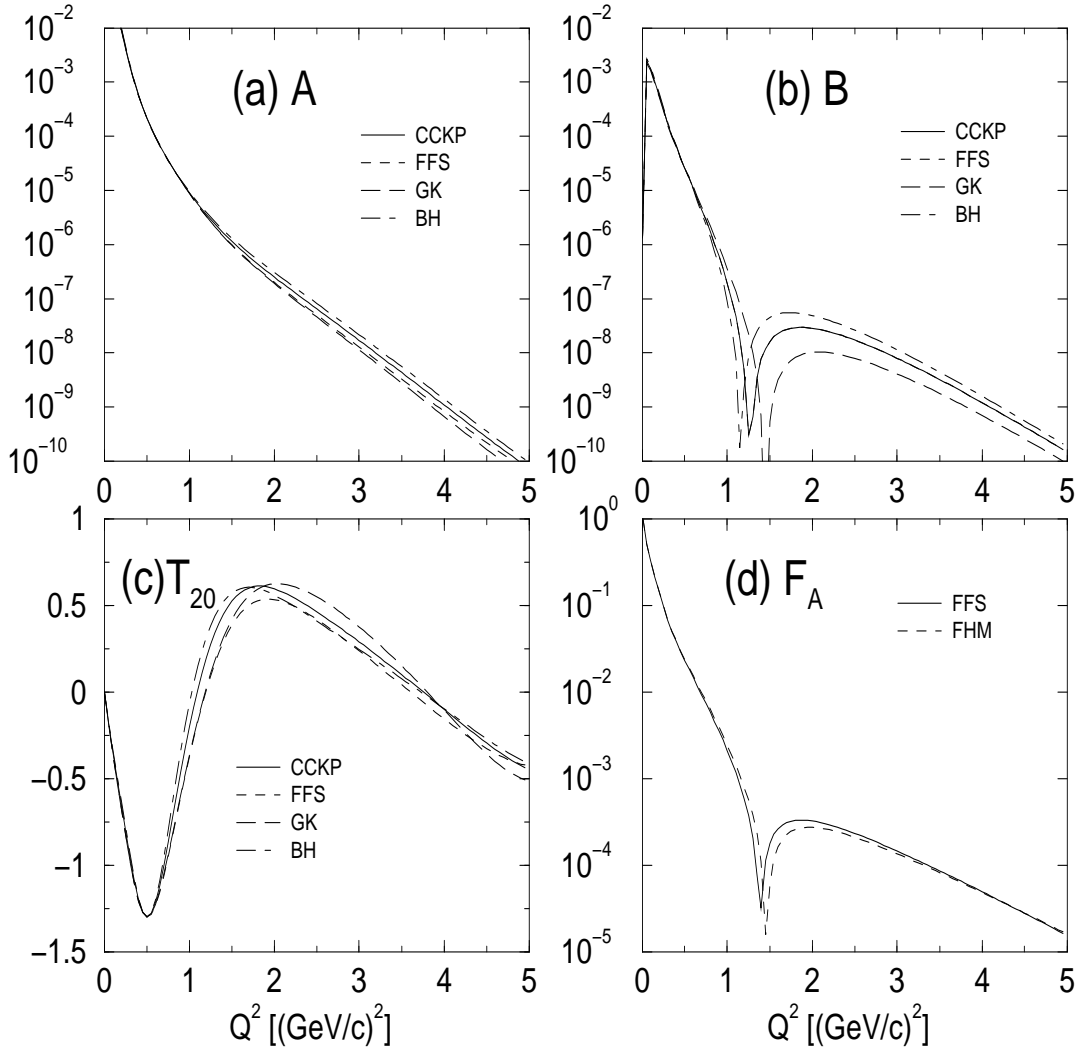 (a) A
10⁻²
10⁻³
10⁻⁴
10⁻⁵
10⁻⁶
10⁻⁷
10⁻⁸
10⁻⁹
10⁻¹⁰
CCKP
FFS
GK
BH
0 1 2 3 4 5
(b) B
10⁻²
10⁻³
10⁻⁴
10⁻⁵
10⁻⁶
10⁻⁷
10⁻⁸
10⁻⁹
10⁻¹⁰
CCKP
FFS
GK
BH
0 1 2 3 4 5
(c) T₂₀
1
0.5
0
−0.5
−1
−1.5
CCKP
FFS
GK
BH
0 1 2 3 4 5
Q² [(GeV/c)²]
(d) F_A
10⁰
10⁻¹
10⁻²
10⁻³
10⁻⁴
10⁻⁵
FFS
FHM
0 1 2 3 4 5
Q² [(GeV/c)²]